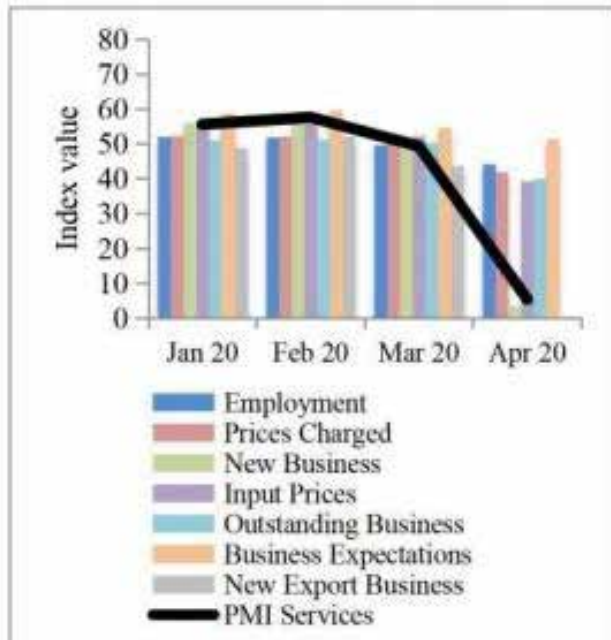 80
70
60
50
40
30
20
10
0
Index value
Jan 20 Feb 20 Mar 20 Apr 20
Employment
Prices Charged
New Business
Input Prices
Outstanding Business
Business Expectations
New Export Business
PMI Services